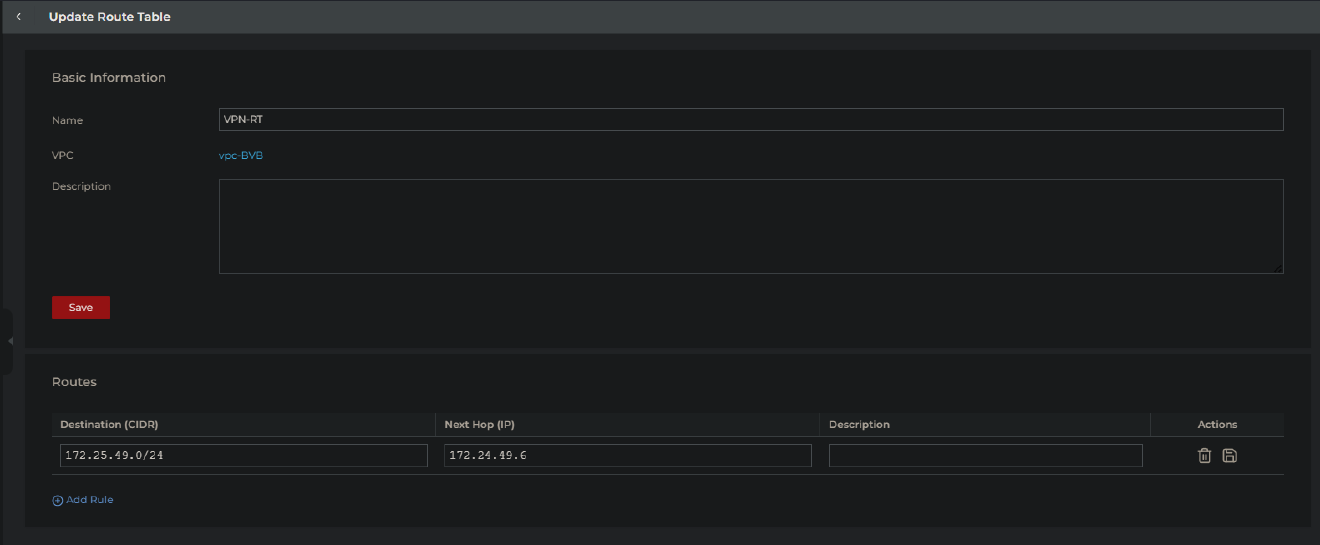 Update Route Table
Basic Information
Name VPN-RT
VPC vpc-BVB
Description
Save
Routes
Destination (CIDR) Next Hop (IP) Description Actions
172.25.49.0/24 172.24.49.6
Add Rule